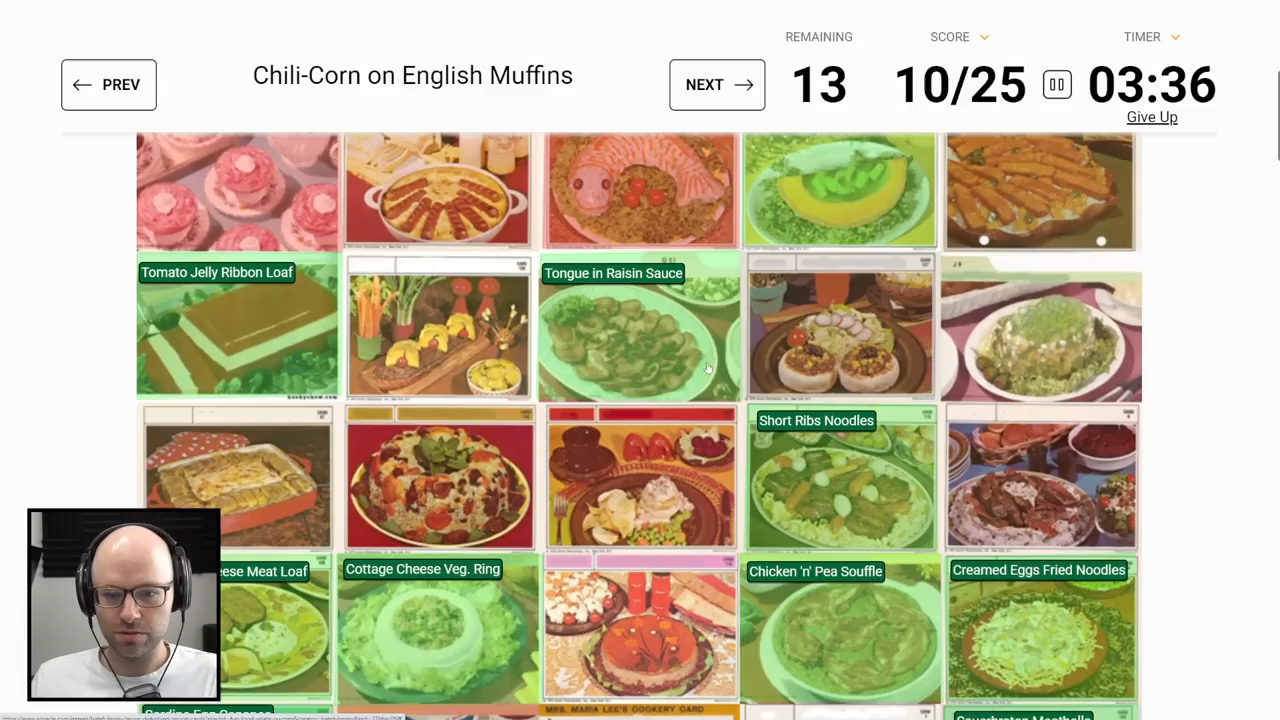 REMAINING
SCORE
TIMER
← PREV
Chili-Corn on English Muffins
NEXT →
13
10/25
03:36
Give Up
Tomato Jelly Ribbon Loaf
Tongue in Raisin Sauce
Short Ribs Noodles
eese Meat Loaf
Cottage Cheese Veg. Ring
Chicken 'n' Pea Souffle
Creamed Eggs Fried Noodles
MRS. MARIA LEE'S COOKERY CARD